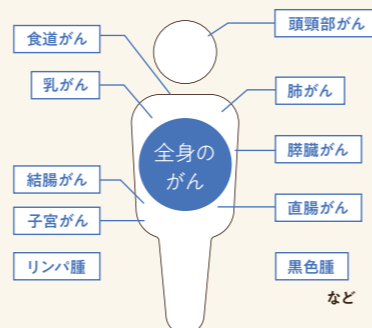 頭頸部がん
食道がん
乳がん
肺がん
全身の
がん
膵臓がん
結腸がん
直腸がん
子宮がん
リンパ腫
黒色腫
など